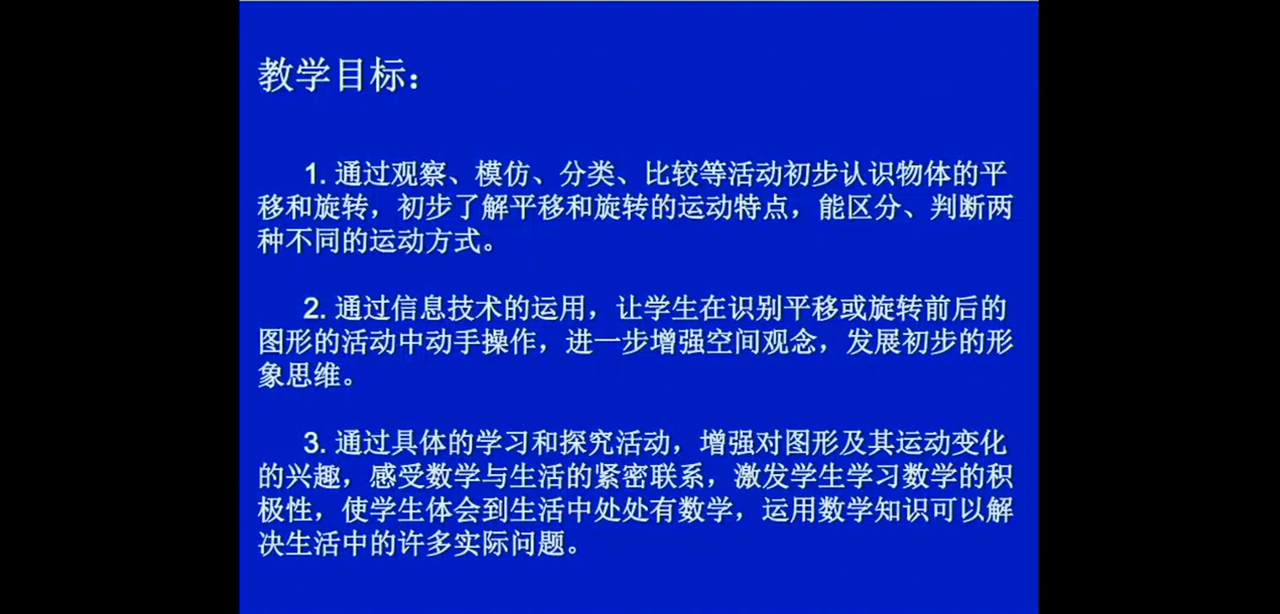 教学目标：
1. 通过观察、模仿、分类、比较等活动初步认识物体的平
移和旋转，初步了解平移和旋转的运动特点，能区分、判断两
种不同的运动方式。
2. 通过信息技术的运用，让学生在识别平移或旋转前后的
图形的活动中动手操作，进一步增强空间观念，发展初步的形
象思维。
3. 通过具体的学习和探究活动，增强对图形及其运动变化
的兴趣，感受数学与生活的紧密联系，激发学生学习数学的积
极性，使学生体会到生活中处处有数学，运用数学知识可以解
决生活中的许多实际问题。